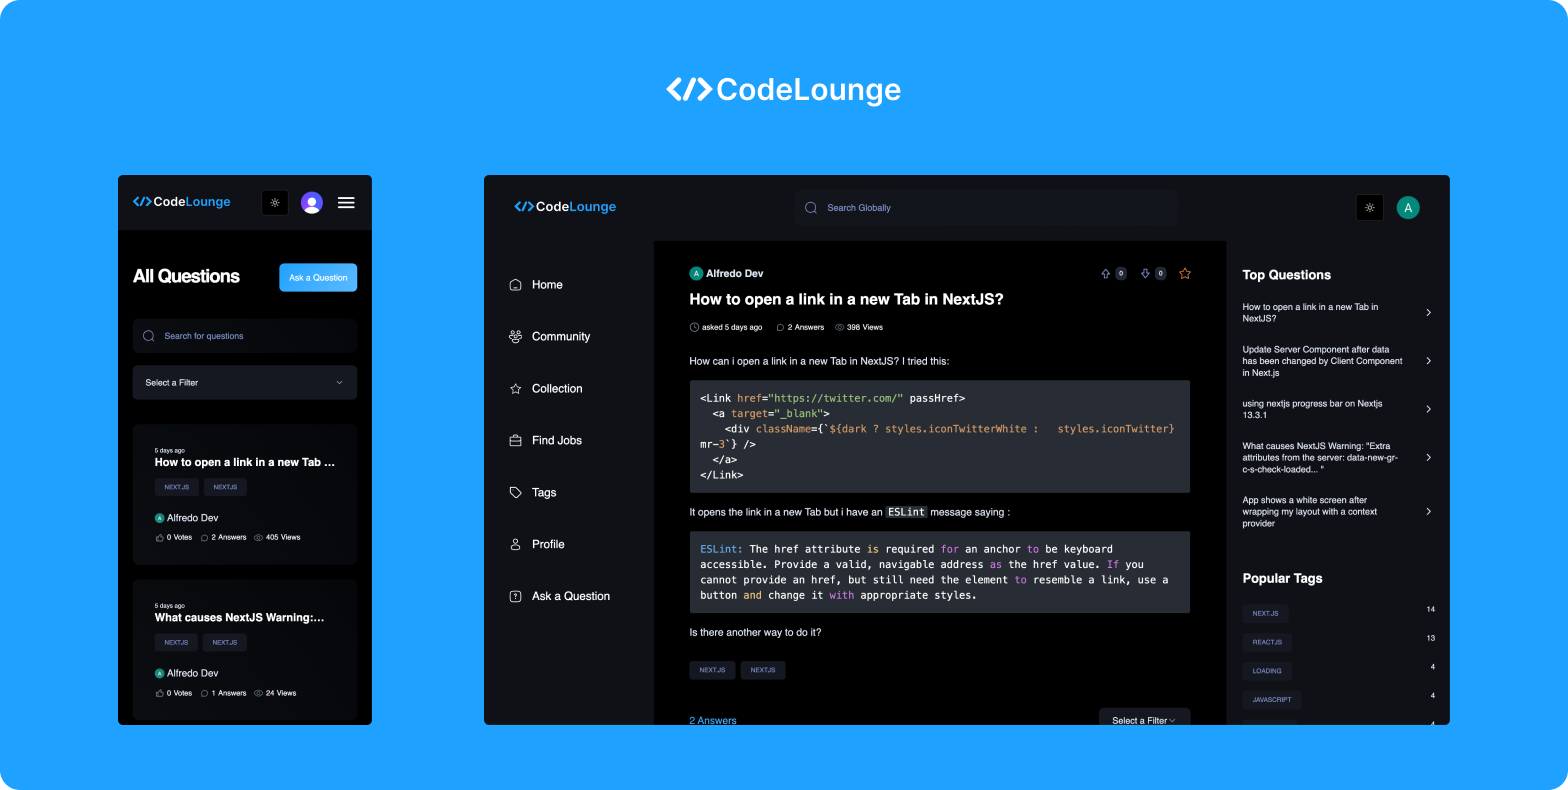 </>CodeLounge
</>CodeLounge
All Questions
Ask a Question
Search for questions
Select a Filter
5 days ago
How to open a link in a new Tab ...
NEXT.JS NEXT.JS
A Alfredo Dev
0 Votes 2 Answers 405 Views
5 days ago
What causes NextJS Warning:...
NEXTJS NEXTJS
A Alfredo Dev
0 Votes 1 Answers 24 Views
</>CodeLounge
Search Globally
A
Home
Community
Collection
Find Jobs
Tags
Profile
Ask a Question
A Alfredo Dev
0 0
How to open a link in a new Tab in NextJS?
asked 5 days ago 2 Answers 398 Views
How can i open a link in a new Tab in NextJS? I tried this:
<Link href="https://twitter.com/" passHref>
<a target="_blank">
<div className={`${dark ? styles.iconTwitterWhite : styles.iconTwitter}
mr-3`} />
</a>
</Link>
It opens the link in a new Tab but i have an ESLint message saying :
ESLint: The href attribute is required for an anchor to be keyboard
accessible. Provide a valid, navigable address as the href value. If you
cannot provide an href, but still need the element to resemble a link, use a
button and change it with appropriate styles.
Is there another way to do it?
NEXT.JS NEXT.JS
2 Answers
Select a Filter
Top Questions
How to open a link in a new Tab in
NextJS?
Update Server Component after data
has been changed by Client Component
in Next.js
using nextjs progress bar on Nextjs
13.3.1
What causes NextJS Warning: "Extra
attributes from the server: data-new-gr-
c-s-check-loaded... "
App shows a white screen after
wrapping my layout with a context
provider
Popular Tags
NEXT.JS 14
REACT.JS 13
LOADING 4
JAVASCRIPT 4
4